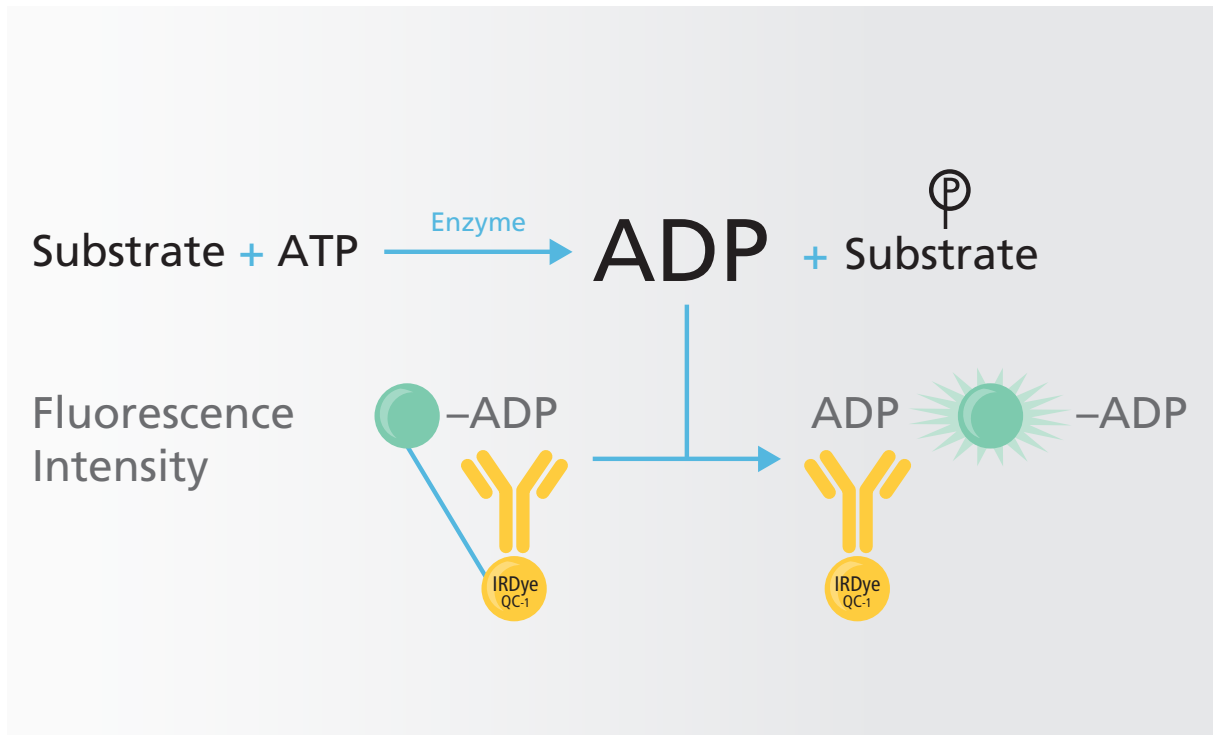 Enzyme
Substrate + ATP ADP + Substrate
P
Fluorescence
Intensity
–ADP
ADP –ADP
IRDye
QC-1
IRDye
QC-1